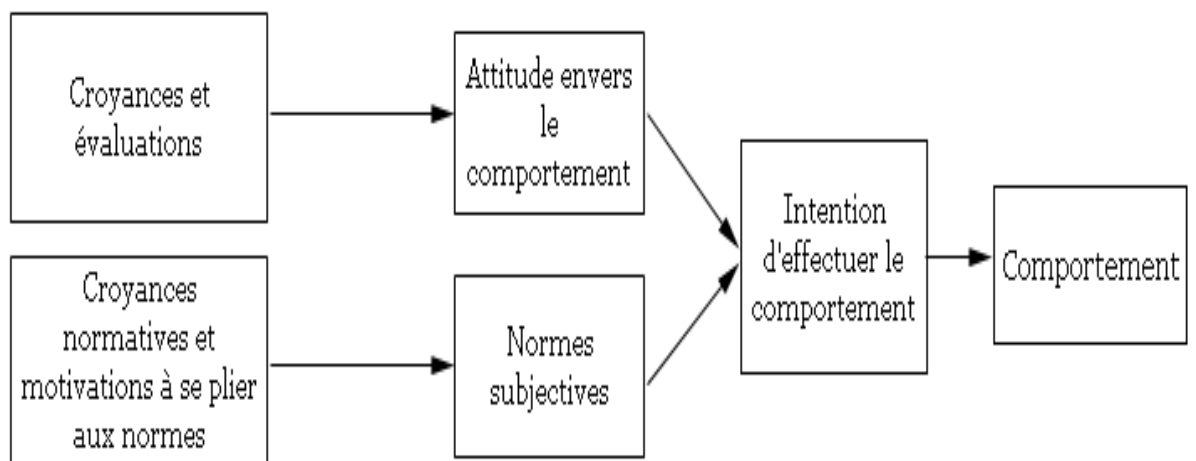 Croyances et
évaluations
Attitude envers
le
comportement
Croyances
normatives et
motivations à se plier
aux normes
Normes
subjectives
Intention
d'effectuer le
comportement
Comportement